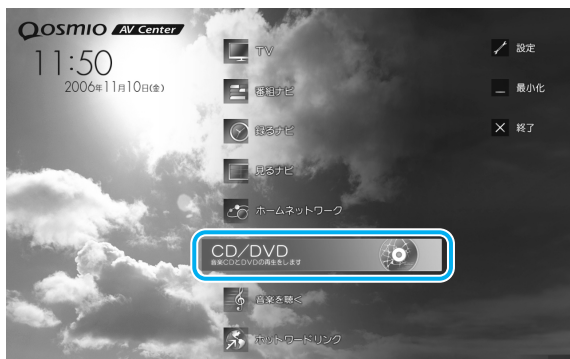 Qosmio AV Center
11:50
2006年11月10日(金)
TV
番組ナビ
録るナビ
見るナビ
ホームネットワーク
CD/DVD
音楽CDとDVDの再生をします
音楽を聴く
ホットワードリンク
設定
最小化
終了